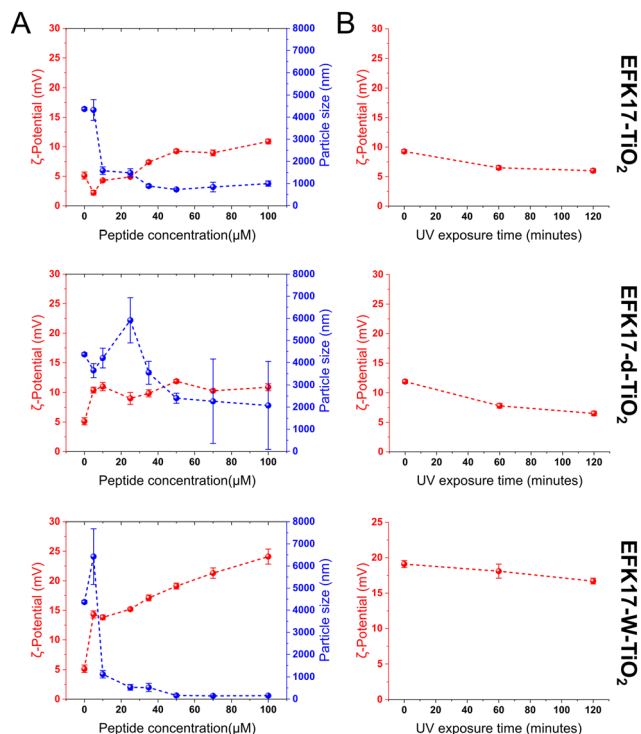 A
B
30
25
20
15
10
5
0
ζ-Potential (mV)
8000
7000
6000
5000
4000
3000
2000
1000
0
Particle size (nm)
0 20 40 60 80 100
Peptide concentration(µM)
30
25
20
15
10
5
0
ζ-Potential (mV)
0 20 40 60 80 100 120
UV exposure time (minutes)
EFK17-TiO₂
30
25
20
15
10
5
0
ζ-Potential (mV)
8000
7000
6000
5000
4000
3000
2000
1000
0
Particle size (nm)
0 20 40 60 80 100
Peptide concentration(µM)
30
25
20
15
10
5
0
ζ-Potential (mV)
0 20 40 60 80 100 120
UV exposure time (minutes)
EFK17-d-TiO₂
30
25
20
15
10
5
0
ζ-Potential (mV)
8000
7000
6000
5000
4000
3000
2000
1000
0
Particle size (nm)
0 20 40 60 80 100
Peptide concentration(µM)
25
20
15
10
5
0
ζ-Potential (mV)
0 20 40 60 80 100 120
UV exposure time (minutes)
EFK17-W-TiO₂